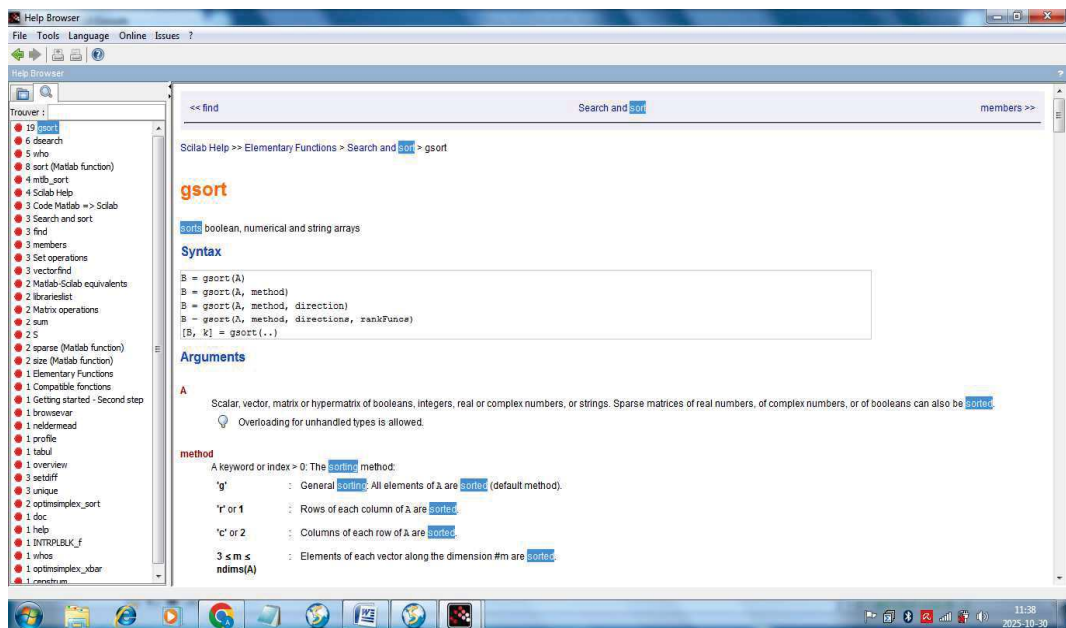 Help Browser
File Tools Language Online Issues ?
Help Browser ?
Trouver :
19 gsort
6 dsearch
5 who
8 sort (Matlab function)
4 mtlb_sort
4 Scilab Help
3 Code Matlab => Scilab
3 Search and sort
3 find
3 members
3 Set operations
3 vectorfind
2 Matlab-Scilab equivalents
2 librarieslist
2 Matrix operations
2 sum
2 S
2 sparse (Matlab function)
2 size (Matlab function)
1 Elementary Functions
1 Compatible fonctions
1 Getting started - Second step
1 browsevar
1 neldermead
1 profile
1 tabul
1 overview
3 setdiff
3 unique
2 optimsimplex_sort
1 doc
1 help
1 INTRPLBLK_f
1 whos
1 optimsimplex_xbar
1 cepstrum
<< find Search and sort members >>
Scilab Help >> Elementary Functions > Search and sort > gsort
gsort
sorts boolean, numerical and string arrays
Syntax
B = gsort(A)
B = gsort(A, method)
B = gsort(A, method, direction)
B = gsort(A, method, directions, rankFuncs)
[B, k] = gsort(..)
Arguments
A
Scalar, vector, matrix or hypermatrix of booleans, integers, real or complex numbers, or strings. Sparse matrices of real numbers, of complex numbers, or of booleans can also be sorted.
Overloading for unhandled types is allowed.
method
A keyword or index > 0: The sorting method:
'g' : General sorting: All elements of A are sorted (default method).
'r' or 1 : Rows of each column of A are sorted.
'c' or 2 : Columns of each row of A are sorted.
3 ≤ m ≤ : Elements of each vector along the dimension #m are sorted.
ndims(A)
11:38
2025-10-30